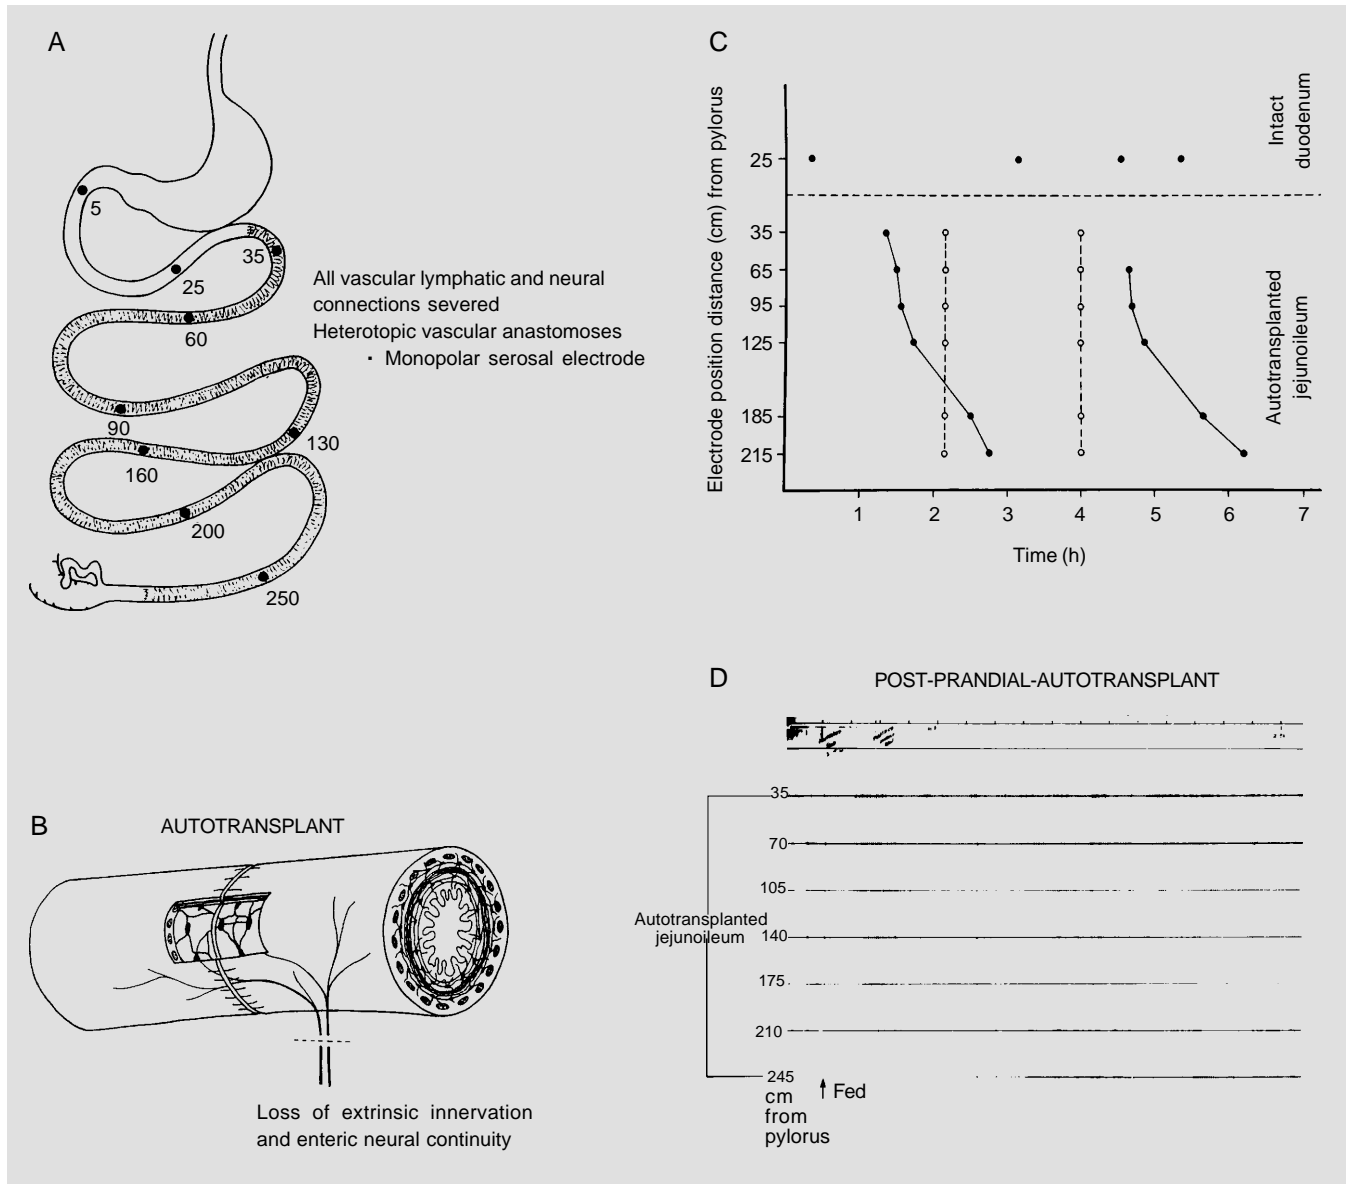 A
5
25
35
60
90
130
160
200
250
All vascular lymphatic and neural
connections severed
Heterotopic vascular anastomoses
· Monopolar serosal electrode
B
AUTOTRANSPLANT
Loss of extrinsic innervation
and enteric neural continuity
C
Electrode position distance (cm) from pylorus
25
35
65
95
125
185
215
Intact
duodenum
Autotransplanted
jejunoileum
1 2 3 4 5 6 7
Time (h)
D
POST-PRANDIAL-AUTOTRANSPLANT
35
70
105
Autotransplanted
jejunoileum
140
175
210
245
cm
from
pylorus
↑ Fed